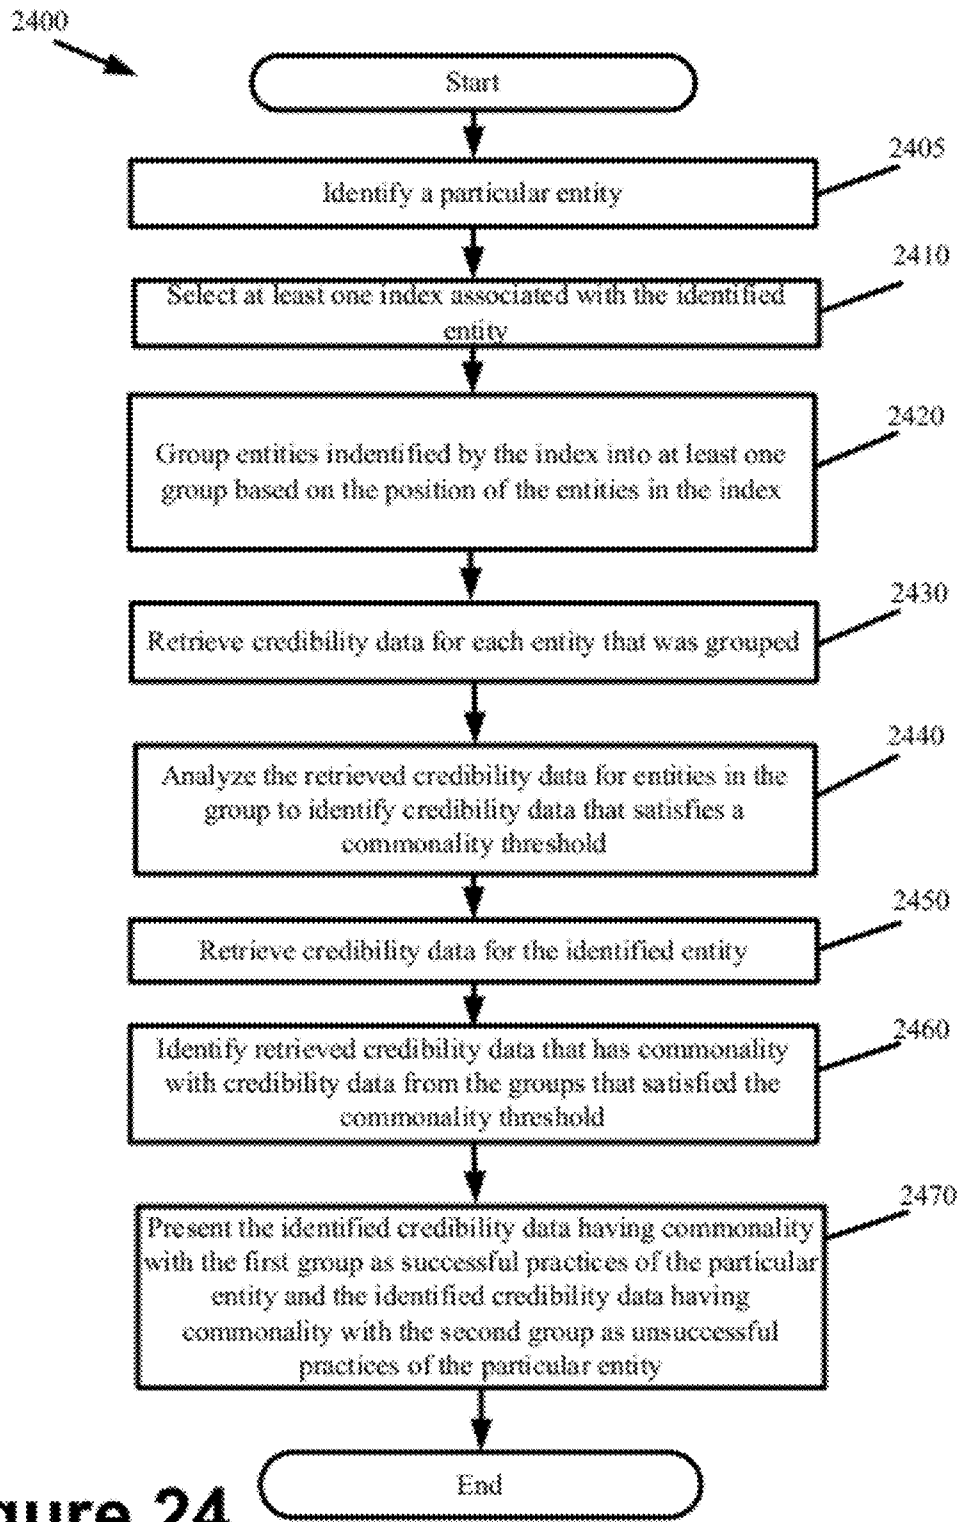 2400
Start
2405
Identify a particular entity
2410
Select at least one index associated with the identified
entity
2420
Group entities indentified by the index into at least one
group based on the position of the entities in the index
2430
Retrieve credibility data for each entity that was grouped
2440
Analyze the retrieved credibility data for entities in the
group to identify credibility data that satisfies a
commonality threshold
2450
Retrieve credibility data for the identified entity
2460
Identify retrieved credibility data that has commonality
with credibility data from the groups that satisfied the
commonality threshold
2470
Present the identified credibility data having commonality
with the first group as successful practices of the particular
entity and the identified credibility data having
commonality with the second group as unsuccessful
practices of the particular entity
End
gure 24